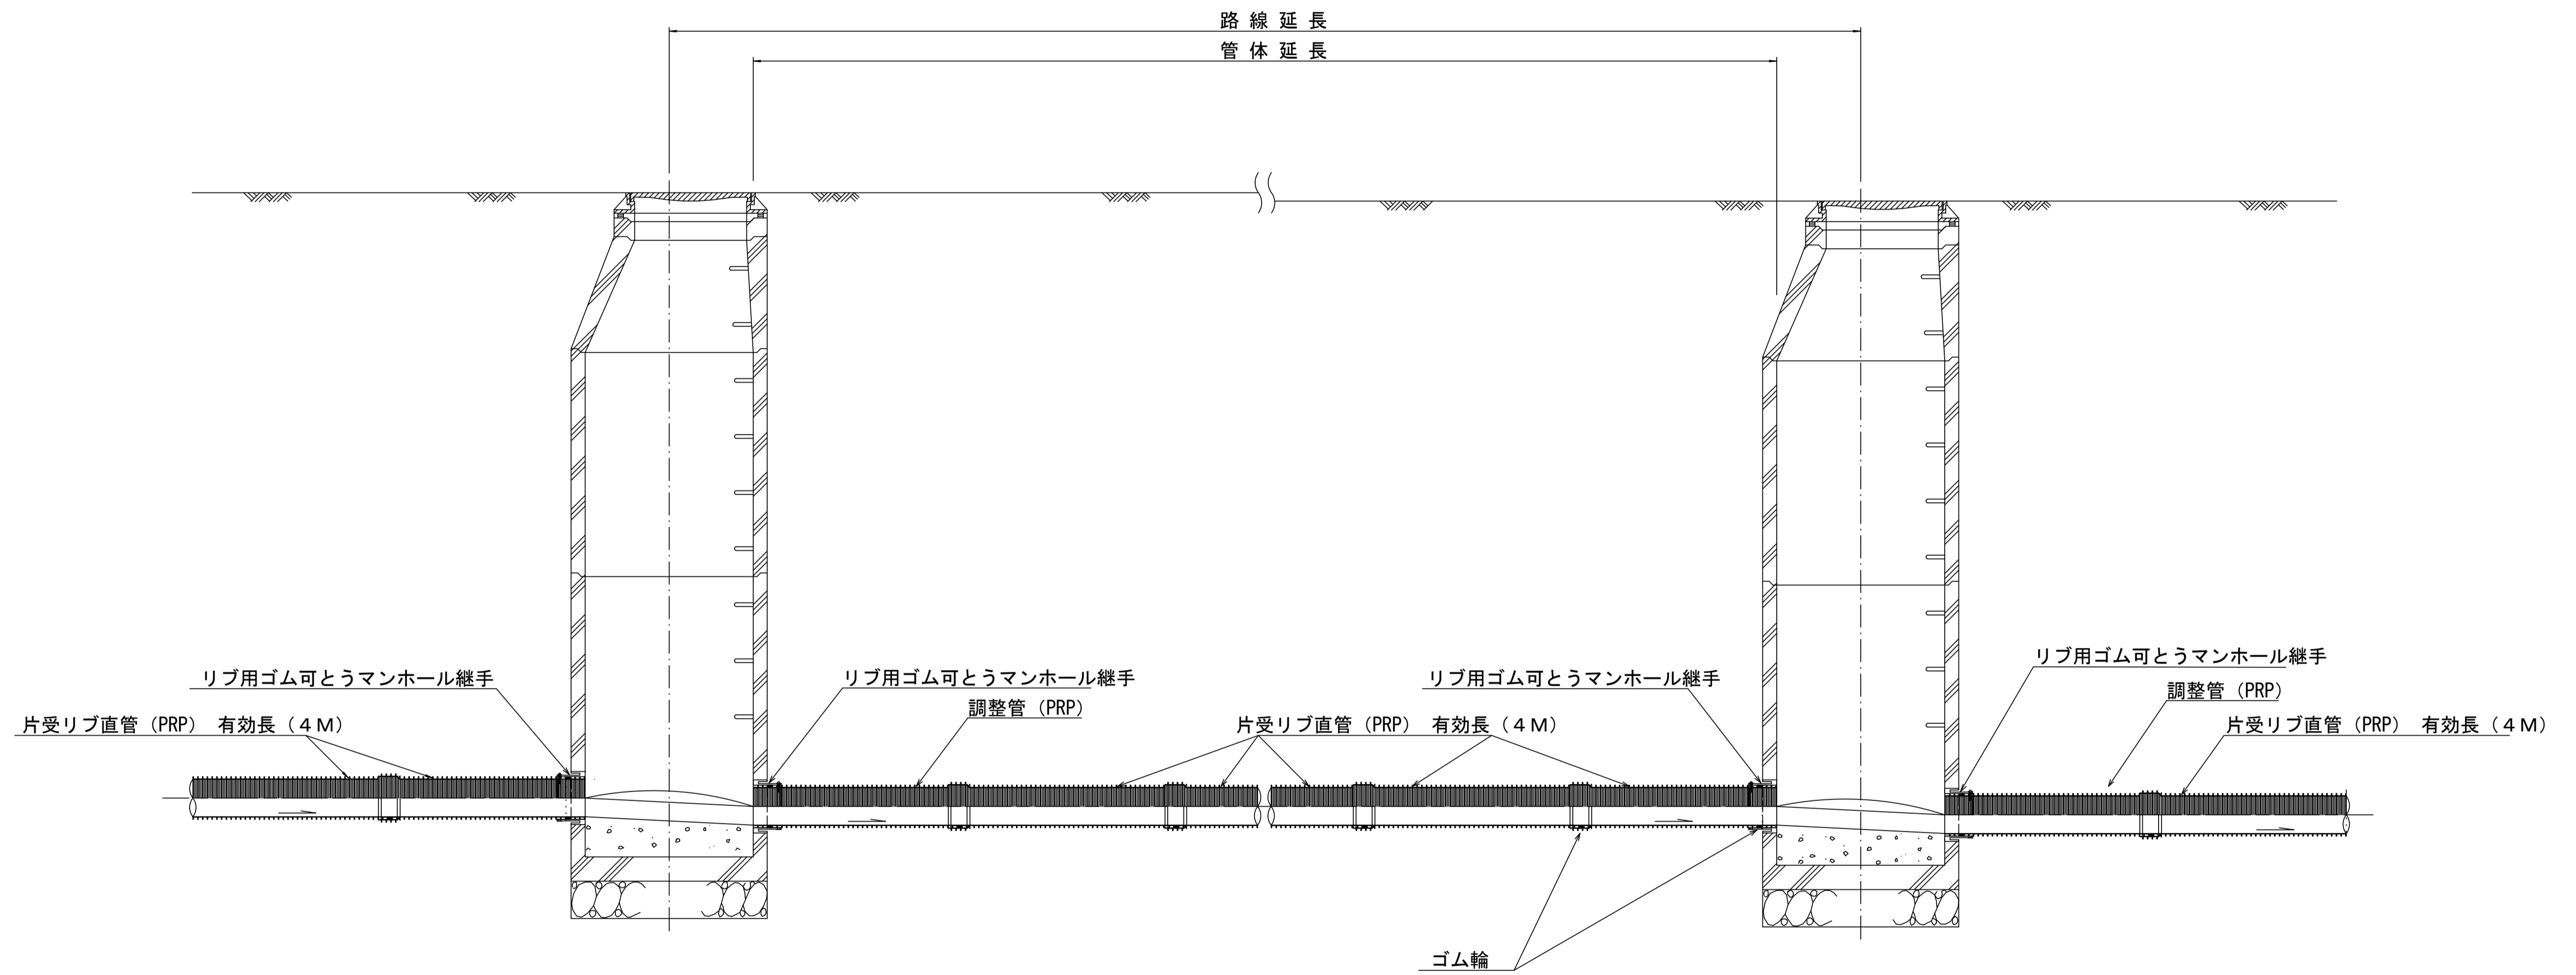 路 線 延 長
管 体 延 長
リブ用ゴム可とうマンホール継手
片受リブ直管（PRP） 有効長（４Ｍ）
リブ用ゴム可とうマンホール継手
調整管（PRP）
リブ用ゴム可とうマンホール継手
片受リブ直管（PRP） 有効長（４Ｍ）
リブ用ゴム可とうマンホール継手
調整管（PRP）
片受リブ直管（PRP） 有効長（４Ｍ）
ゴム輪